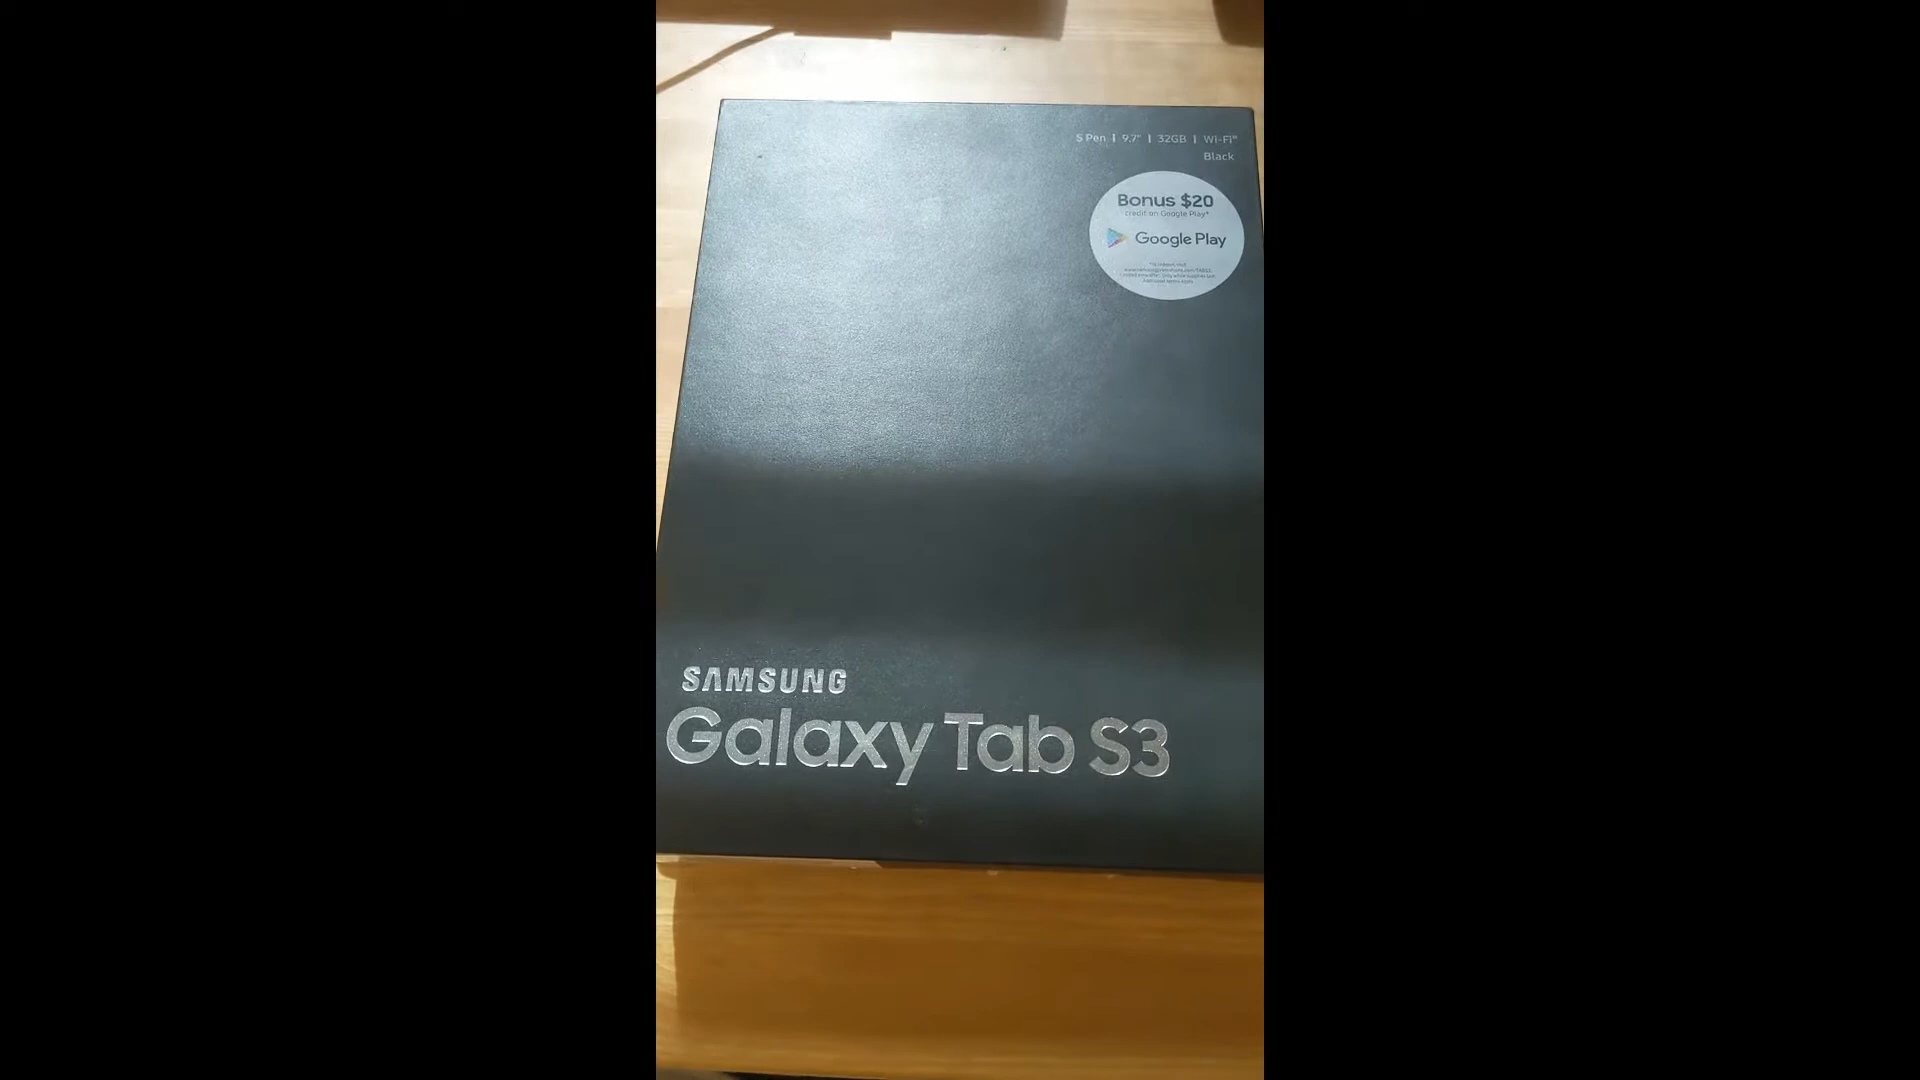 S Pen | 9.7" | 32GB | Wi-Fi®
Black
Bonus $20
credit on Google Play*
Google Play
SAMSUNG
Galaxy Tab S3